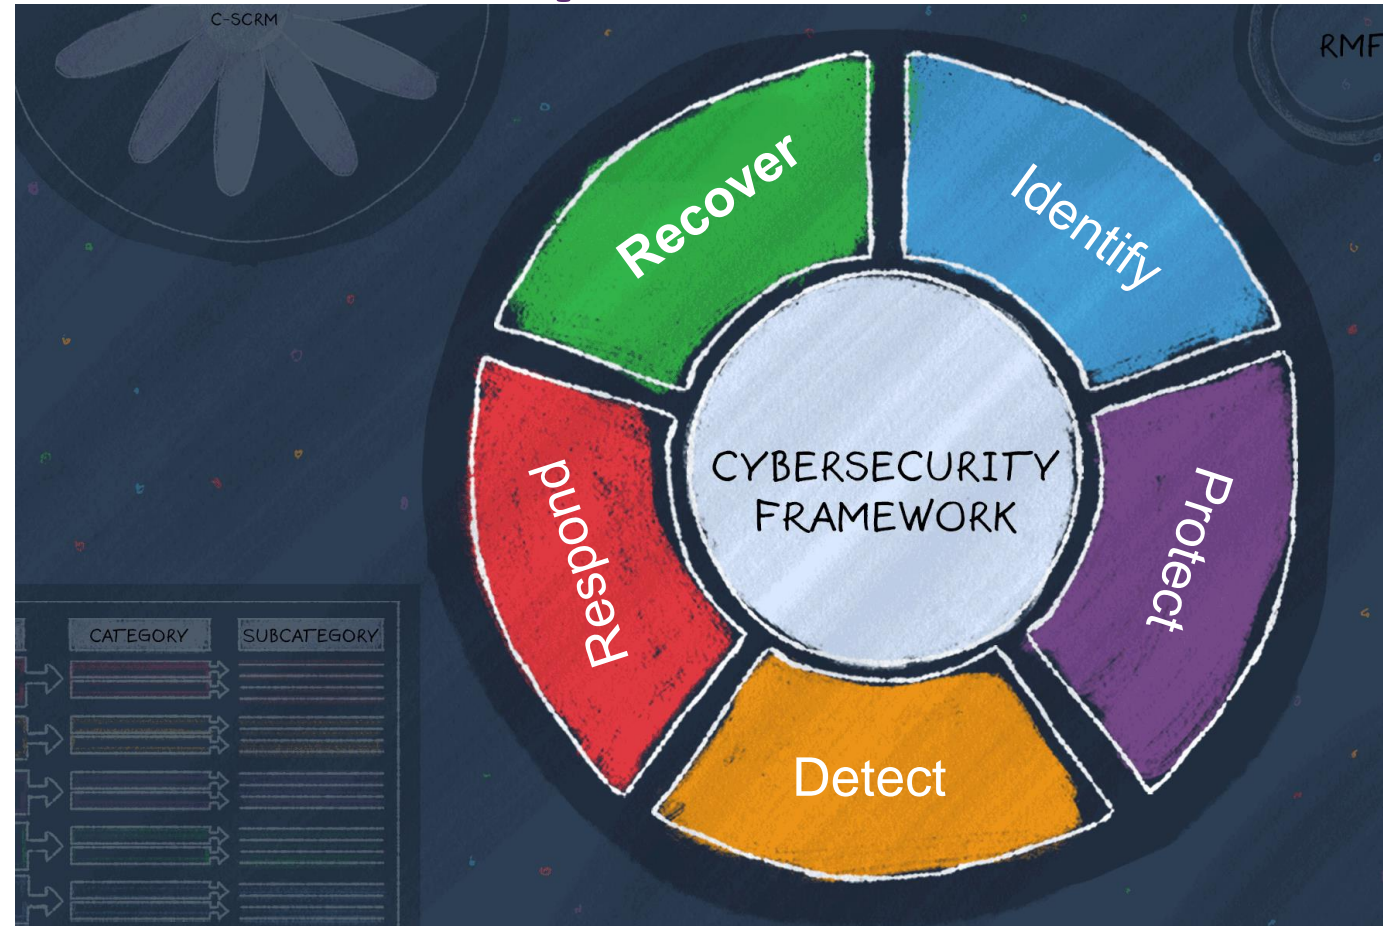 C-SCRM
RMF
Recover
Identify
CYBERSECURITY
FRAMEWORK
Respond
Protect
Detect
CATEGORY
SUBCATEGORY